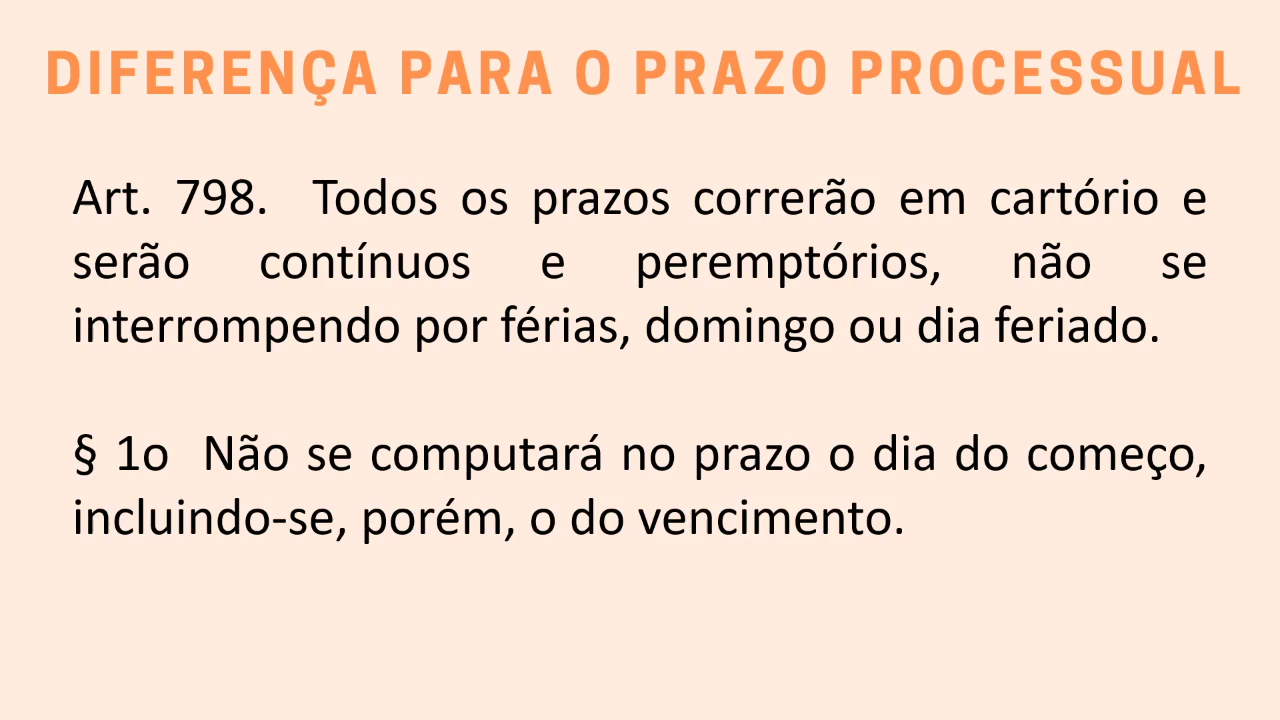 DIFERENÇA PARA O PRAZO PROCESSUAL
Art. 798. Todos os prazos correrão em cartório e
serão contínuos e peremptórios, não se
interrompendo por férias, domingo ou dia feriado.
§ 1o Não se computará no prazo o dia do começo,
incluindo-se, porém, o do vencimento.